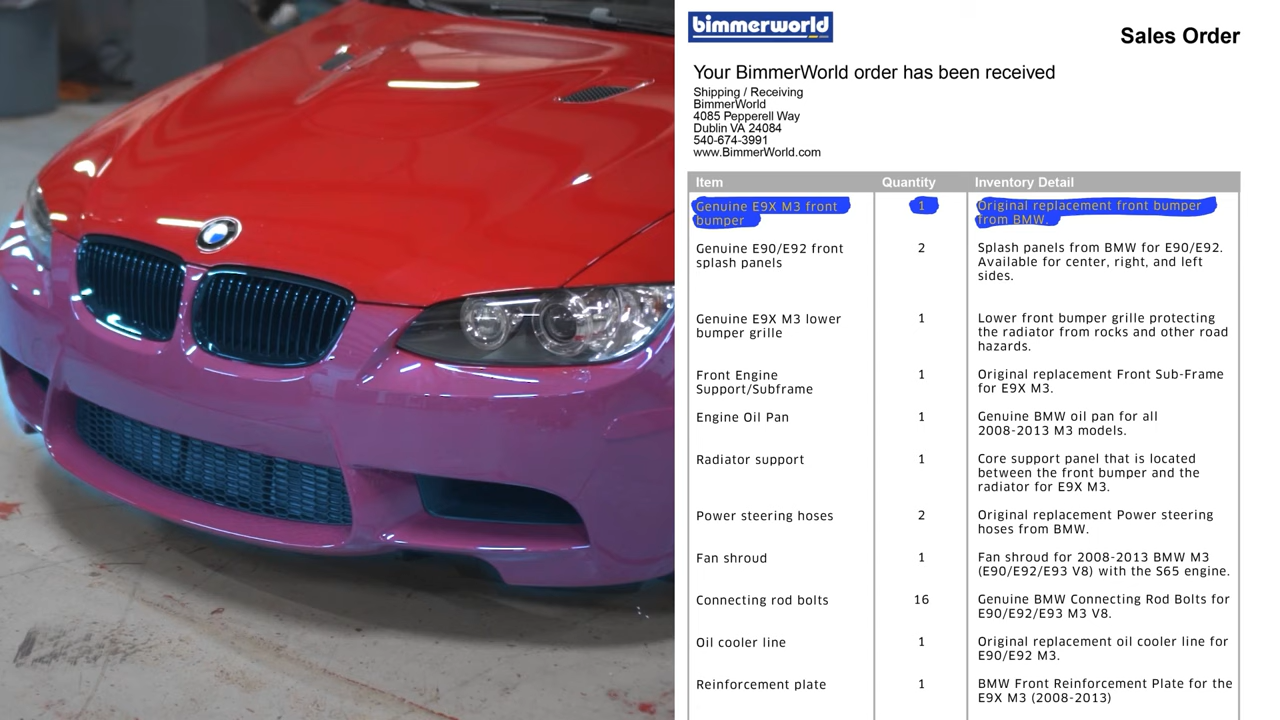 bimmerworld
Sales Order
Your BimmerWorld order has been received
Shipping / Receiving
BimmerWorld
4085 Pepperell Way
Dublin VA 24084
540-674-3991
www.BimmerWorld.com
Item Quantity Inventory Detail
Genuine E9X M3 front 1 Original replacement front bumper
bumper from BMW.
Genuine E90/E92 front 2 Splash panels from BMW for E90/E92.
splash panels Available for center, right, and left
sides.
Genuine E9X M3 lower 1 Lower front bumper grille protecting
bumper grille the radiator from rocks and other road
hazards.
Front Engine 1 Original replacement Front Sub-Frame
Support/Subframe for E9X M3.
Engine Oil Pan 1 Genuine BMW oil pan for all
2008-2013 M3 models.
Radiator support 1 Core support panel that is located
between the front bumper and the
radiator for E9X M3.
Power steering hoses 2 Original replacement Power steering
hoses from BMW.
Fan shroud 1 Fan shroud for 2008-2013 BMW M3
(E90/E92/E93 V8) with the S65 engine.
Connecting rod bolts 16 Genuine BMW Connecting Rod Bolts for
E90/E92/E93 M3 V8.
Oil cooler line 1 Original replacement oil cooler line for
E90/E92 M3.
Reinforcement plate 1 BMW Front Reinforcement Plate for the
E9X M3 (2008-2013)